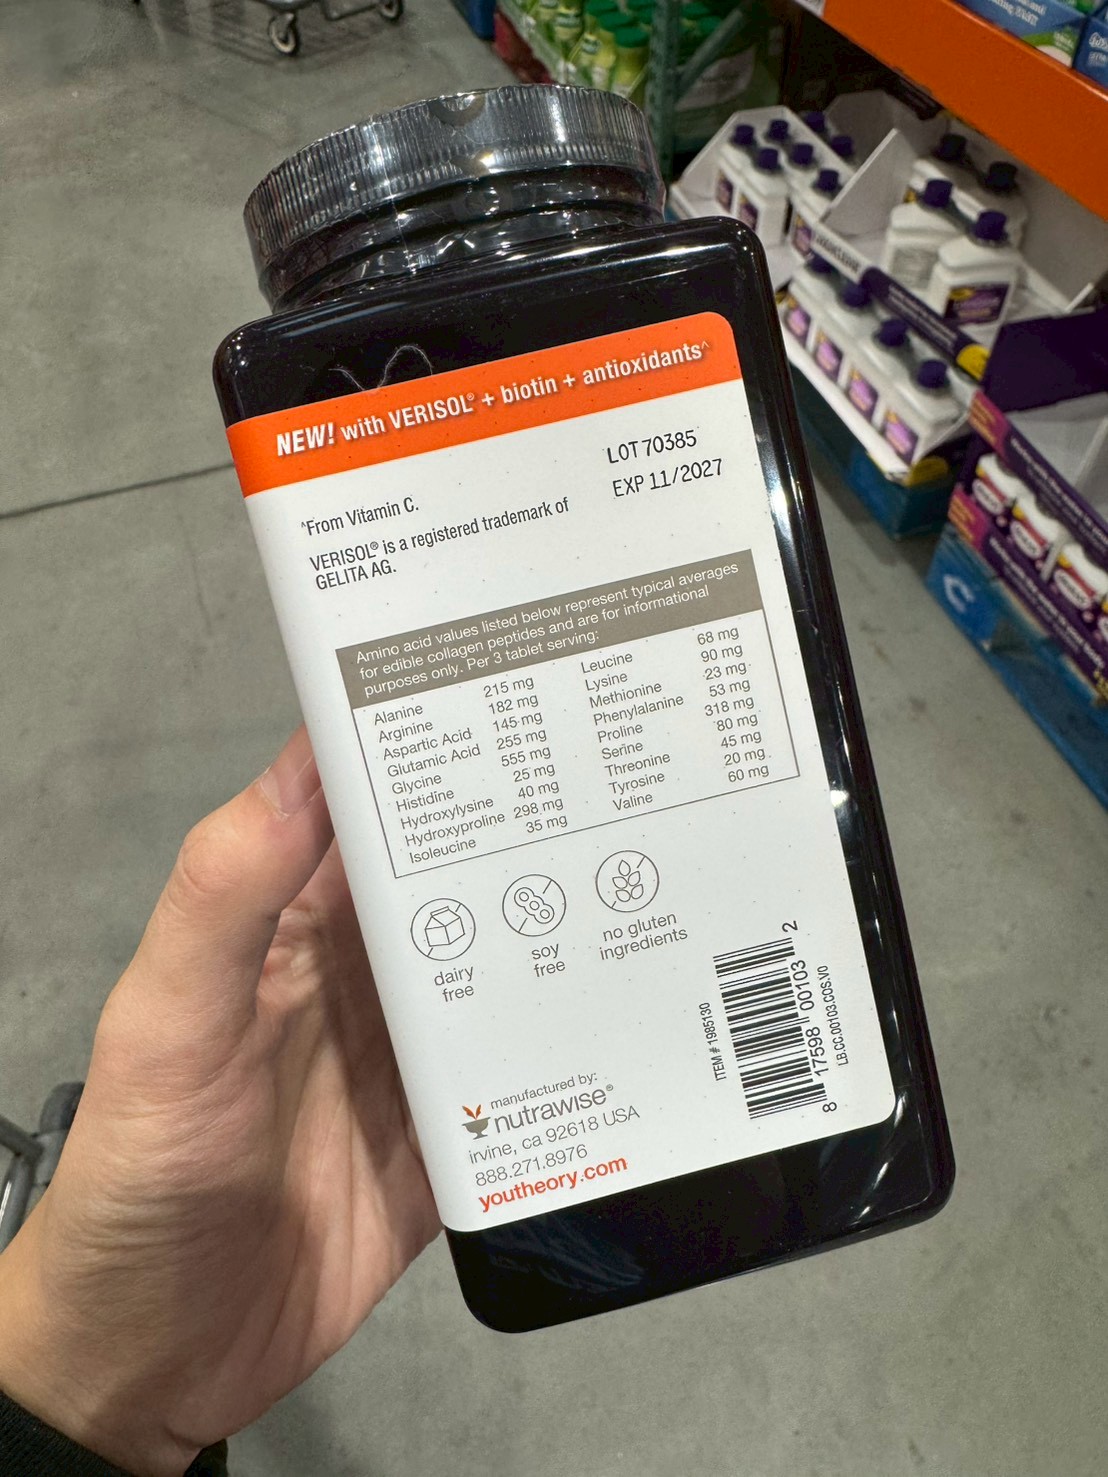 NEW! with VERISOL® + biotin + antioxidants^
LOT 70385
EXP 11/2027
^From Vitamin C.
VERISOL® is a registered trademark of
GELITA AG.
Amino acid values listed below represent typical averages
for edible collagen peptides and are for informational
purposes only. Per 3 tablet serving:
Alanine 215 mg
Arginine 182 mg
Aspartic Acid 145 mg
Glutamic Acid 255 mg
Glycine 555 mg
Histidine 25 mg
Hydroxylysine 40 mg
Hydroxyproline 298 mg
Isoleucine 35 mg
Leucine 68 mg
Lysine 90 mg
Methionine 23 mg
Phenylalanine 53 mg
Proline 318 mg
Serine 80 mg
Threonine 45 mg
Tyrosine 20 mg
Valine 60 mg
dairy
free
soy
free
no gluten
ingredients
manufactured by:
nutrawise®
irvine, ca 92618 USA
888.271.8976
youtheory.com
ITEM # 1985130
8 17598 00103 2
LB.CC.00103.COS.V0